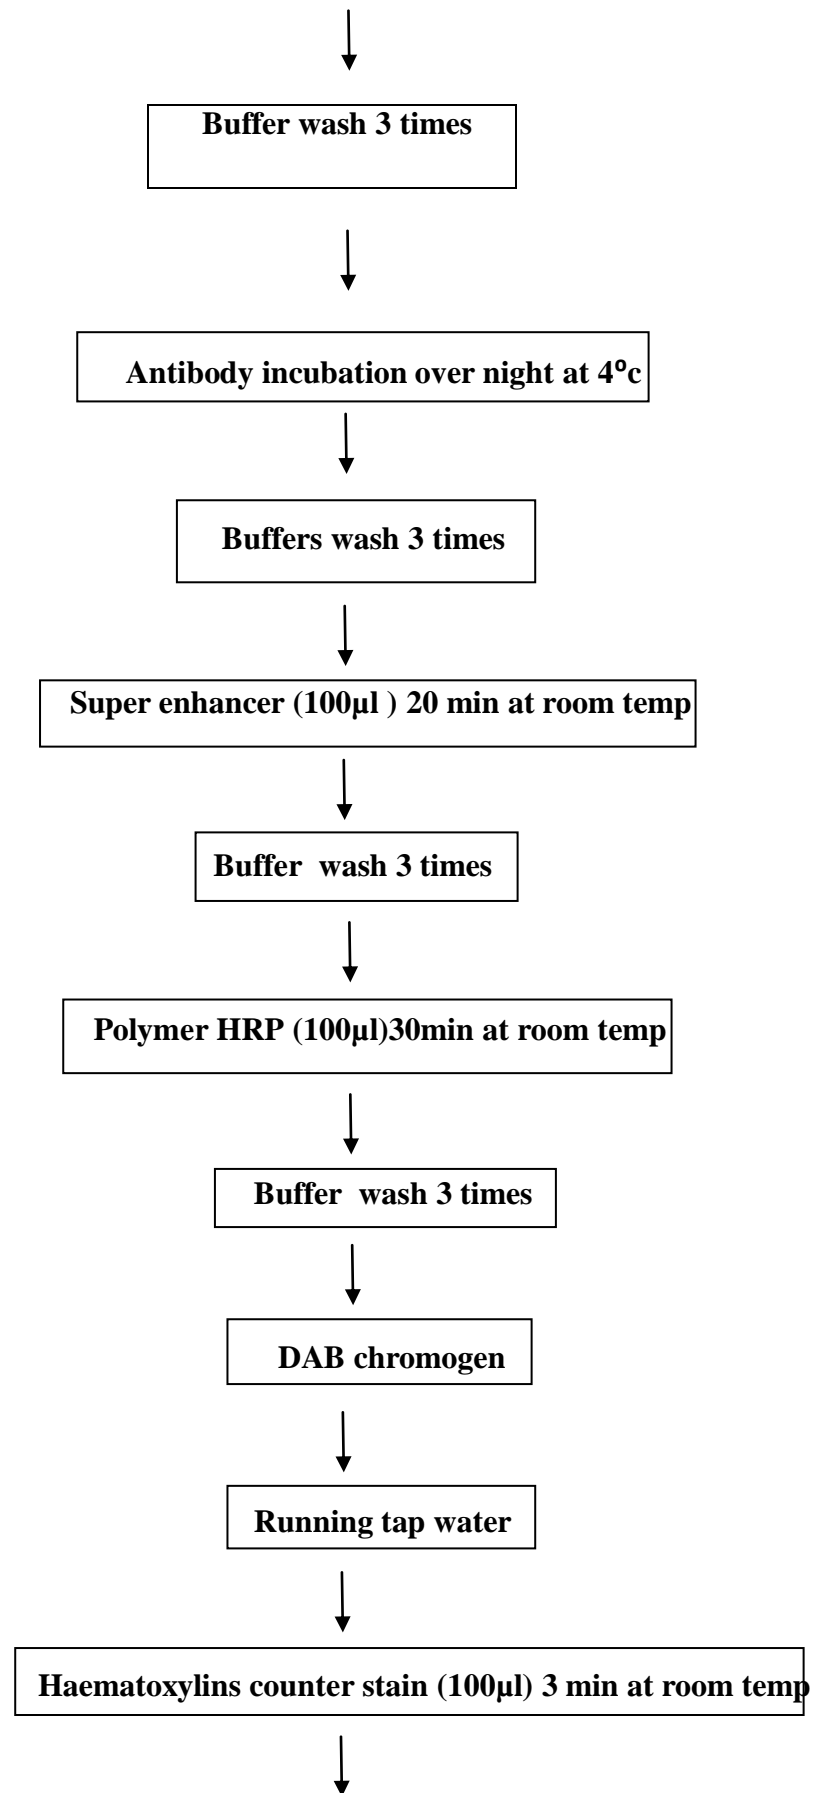 Buffer wash 3 times
Antibody incubation over night at 4⁰c
Buffers wash 3 times
Super enhancer (100µl ) 20 min at room temp
Buffer  wash 3 times
Polymer HRP (100µl)30min at room temp
Buffer  wash 3 times
DAB chromogen
Running tap water
Haematoxylins counter stain (100µl) 3 min at room temp